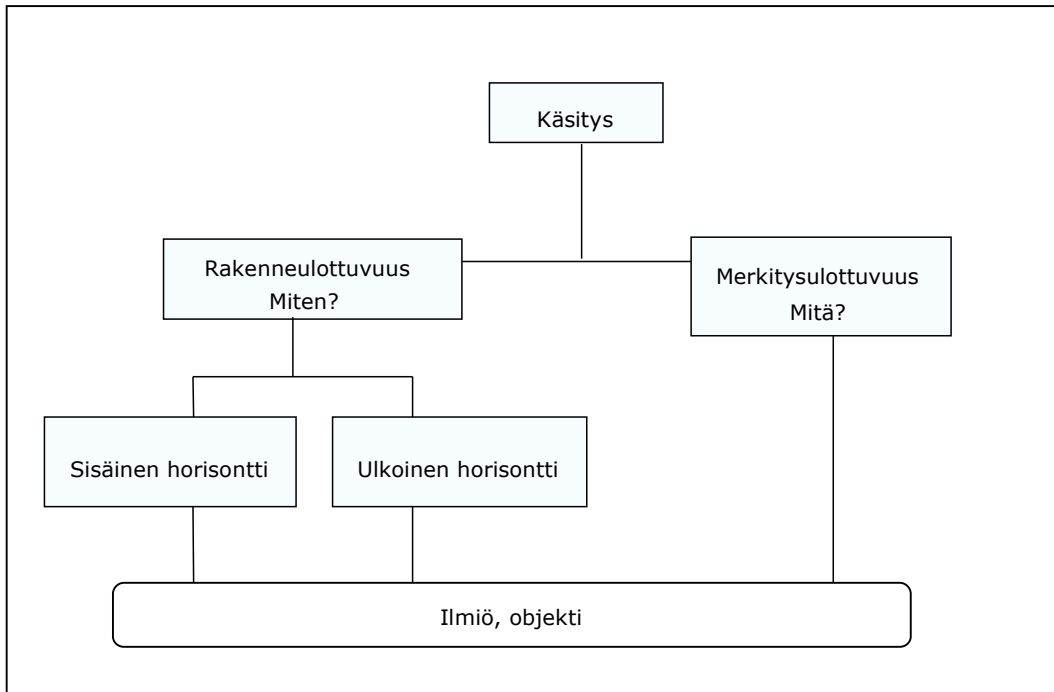 Käsitys
Rakenneulottuvuus
Miten?
Merkitysulottuvuus
Mitä?
Sisäinen horisontti
Ulkoinen horisontti
Ilmiö, objekti